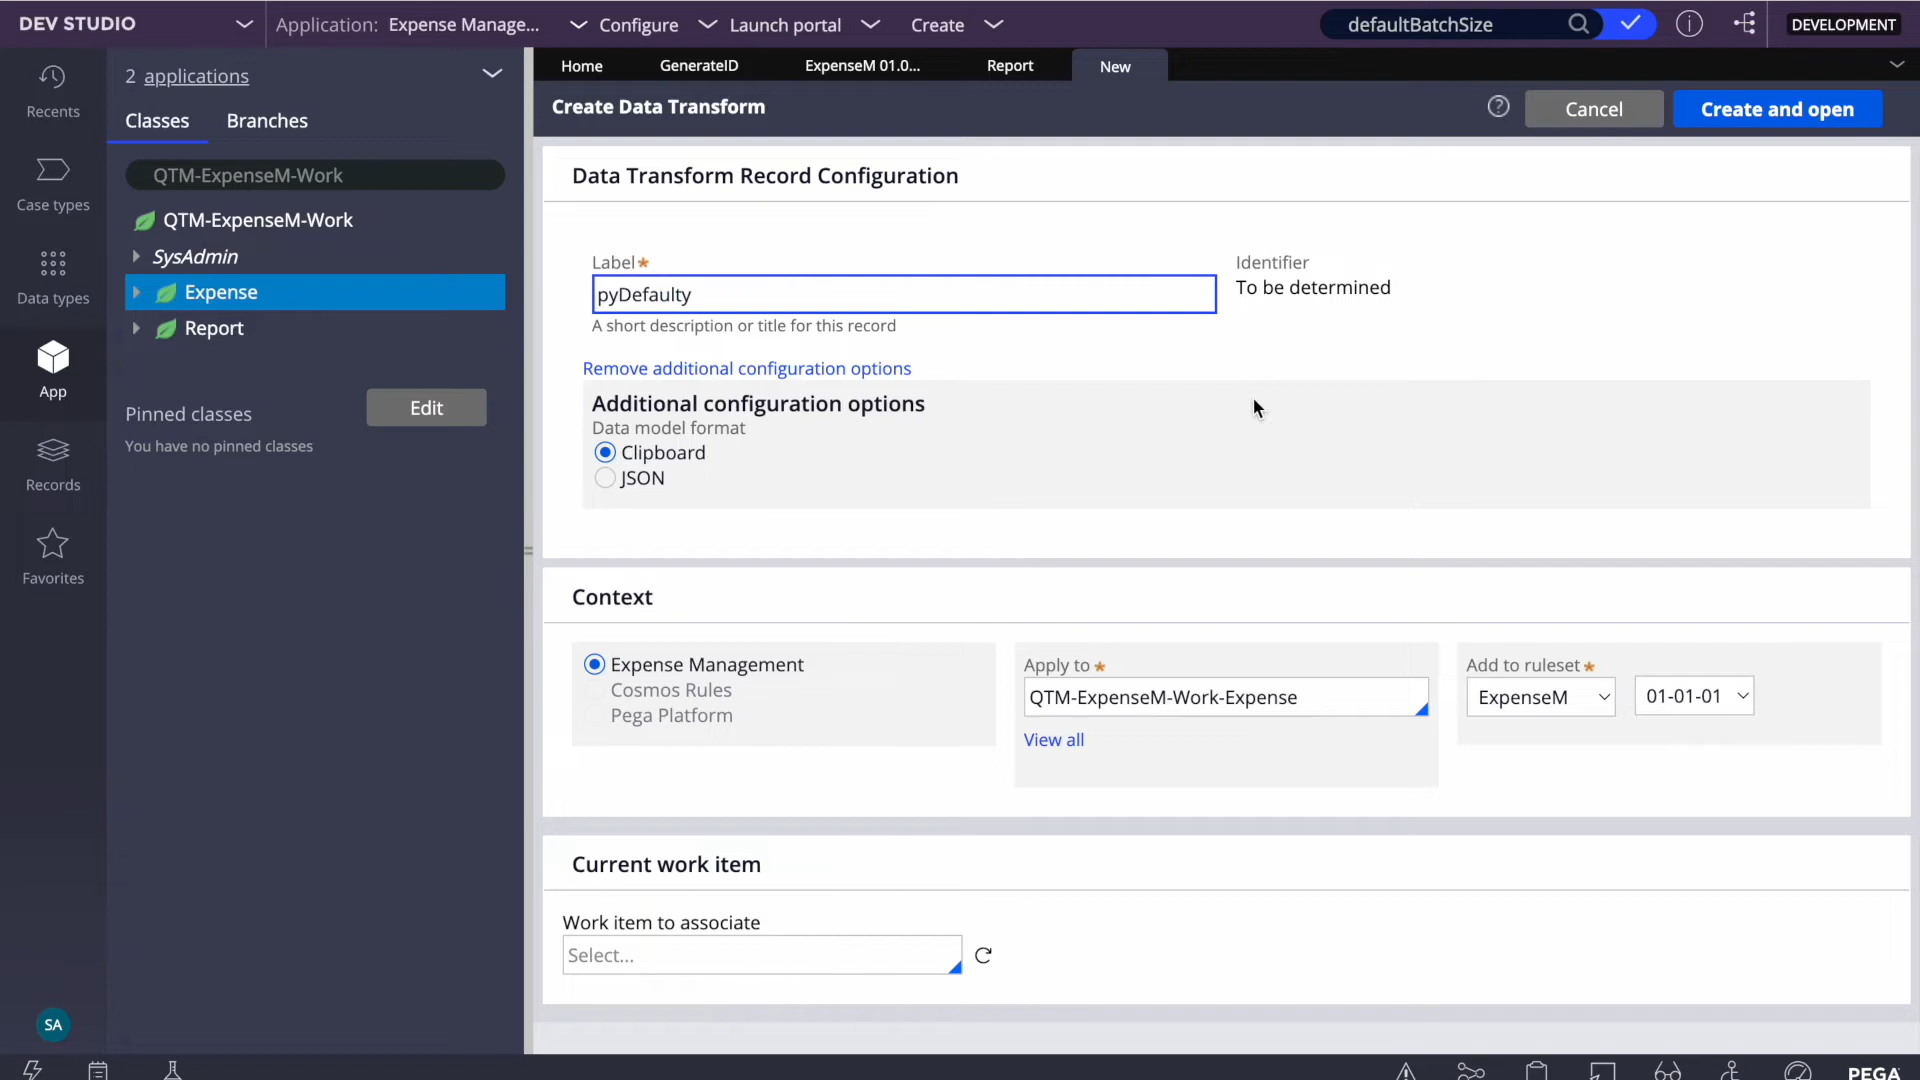 DEV STUDIO
Application: Expense Manage...
Configure
Launch portal
Create
defaultBatchSize
DEVELOPMENT
Recents
Case types
Data types
App
Records
Favorites
SA
2 applications
Classes
Branches
QTM-ExpenseM-Work
QTM-ExpenseM-Work
SysAdmin
Expense
Report
Pinned classes
Edit
You have no pinned classes
Home
GenerateID
ExpenseM 01.0...
Report
New
Create Data Transform
Cancel
Create and open
Data Transform Record Configuration
Label*
pyDefaulty
A short description or title for this record
Identifier
To be determined
Remove additional configuration options
Additional configuration options
Data model format
Clipboard
JSON
Context
Expense Management
Cosmos Rules
Pega Platform
Apply to *
QTM-ExpenseM-Work-Expense
View all
Add to ruleset *
ExpenseM
01-01-01
Current work item
Work item to associate
Select...
PEGA